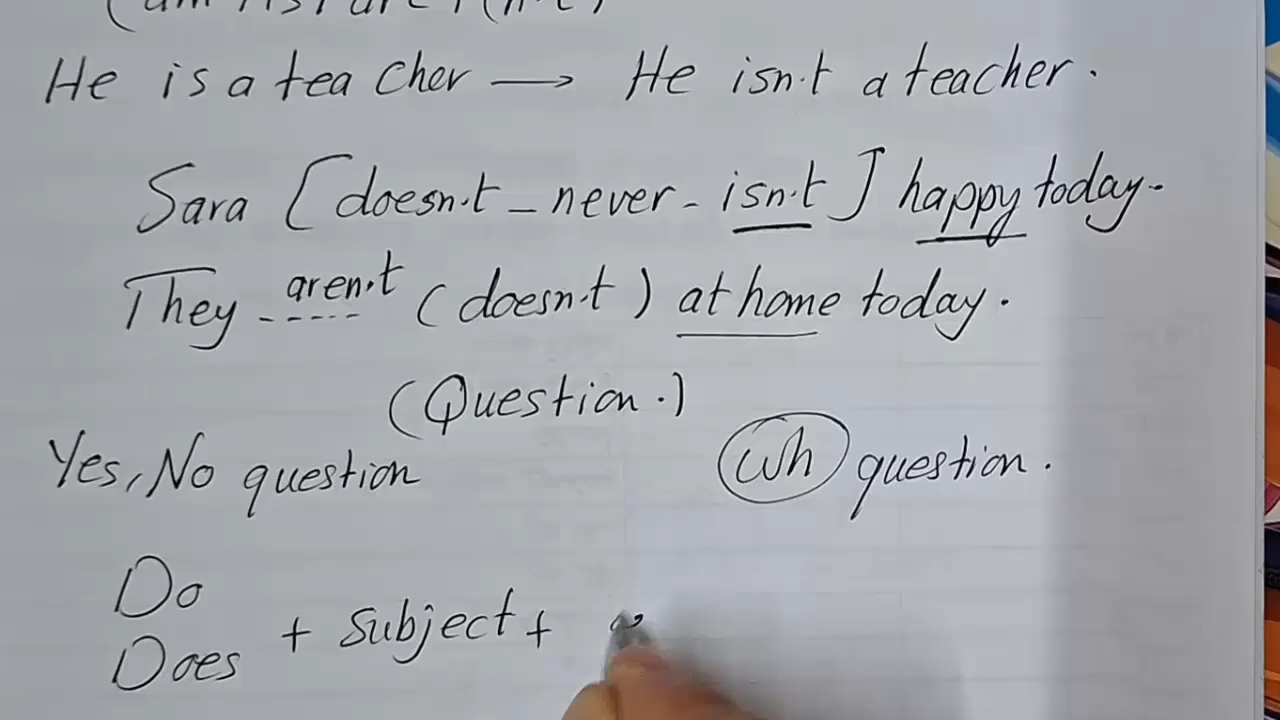 He is a teacher → He isn't a teacher.
Sara [doesn't - never - isn't] happy today.
They aren't ..... (doesn't) at home today.
(Question.)
Yes, No question
Wh question.
Do
Does + subject +